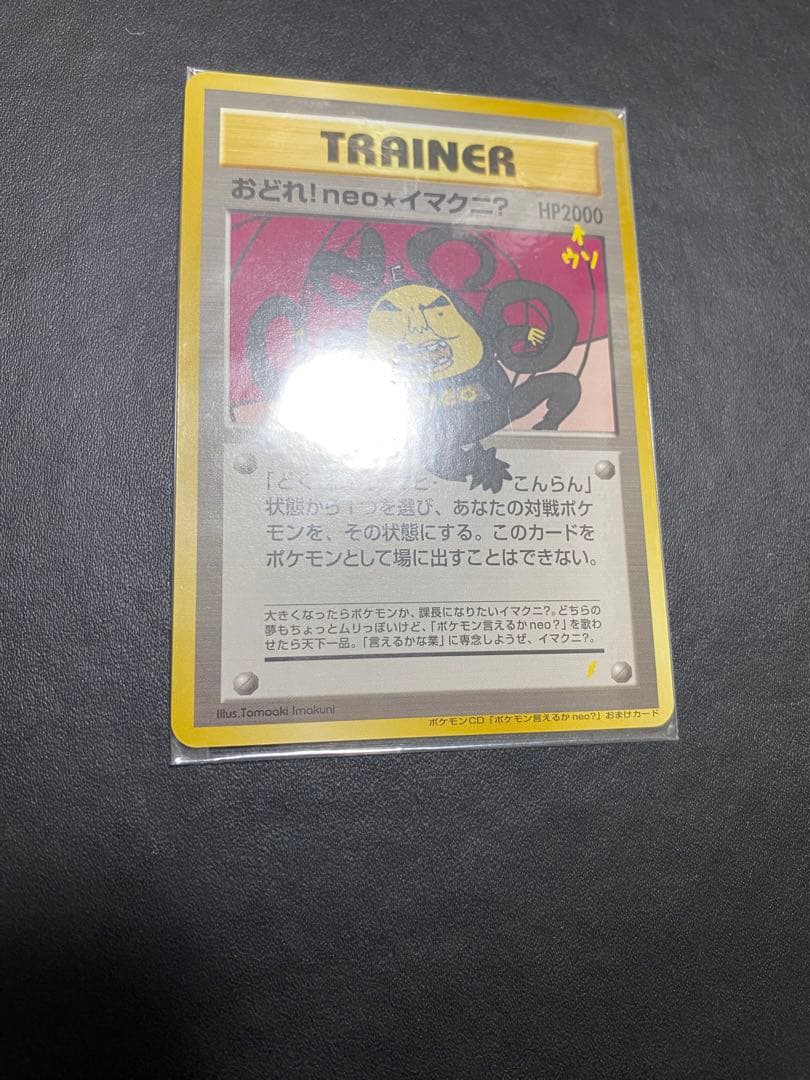 TRAINER
おどれ!neo★イマクニ?
HP2000
ウソ
E
neo
「どく こんらん」
状態から1つを選び、あなたの対戦ポケ
モンを、その状態にする。このカードを
ポケモンとして場に出すことはできない。
大きくなったらポケモンか、課長になりたいイマクニ?。どちらの
夢もちょっとムリっぽいけど、「ポケモン言えるかneo?」を歌わ
せたら天下一品。「言えるかな業」に専念しようぜ、イマクニ?。
Illus.Tomoaki Imakuni
ポケモンCD「ポケモン言えるかneo?」おまけカード